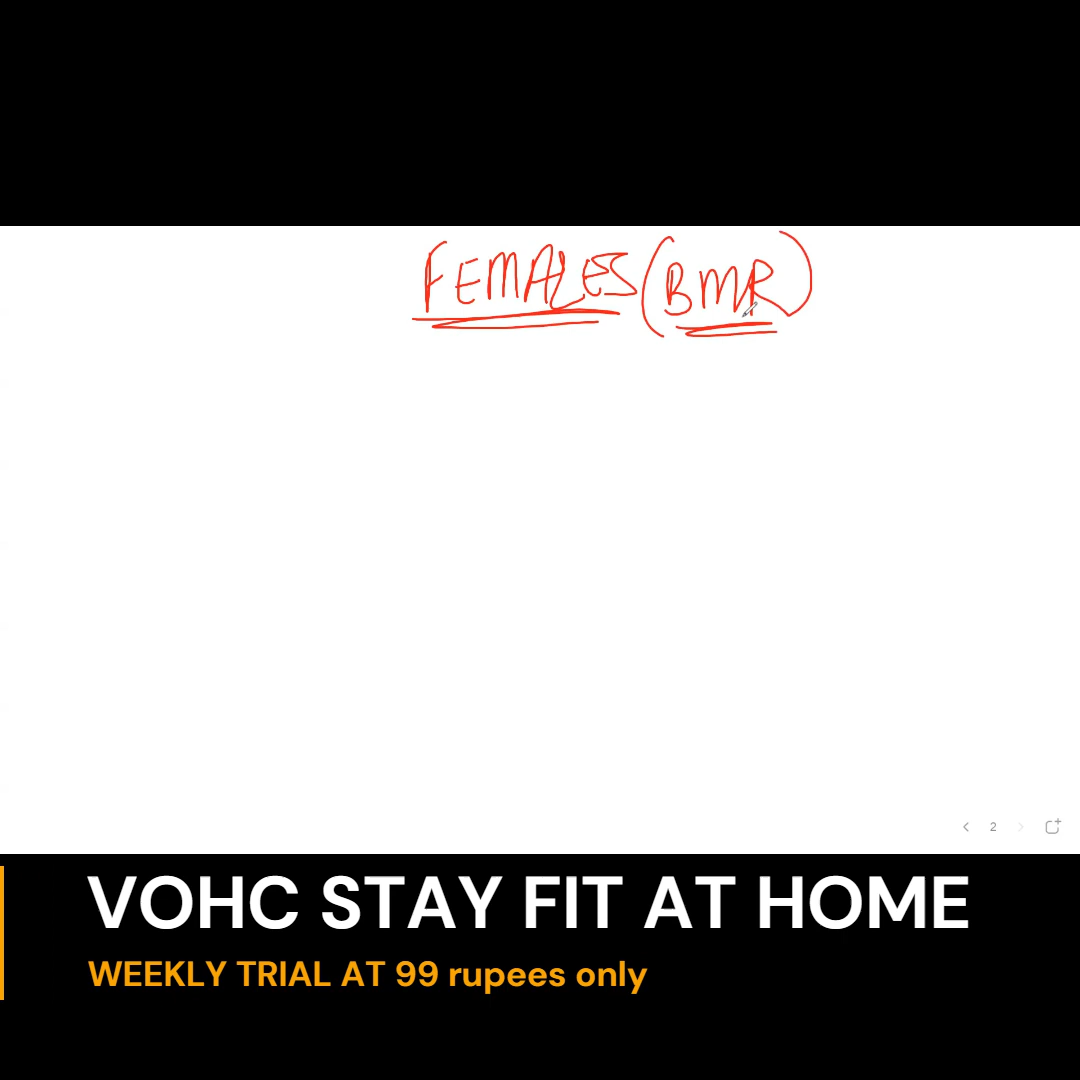 FEMALES (BMR)
2
VOHC STAY FIT AT HOME
WEEKLY TRIAL AT 99 rupees only